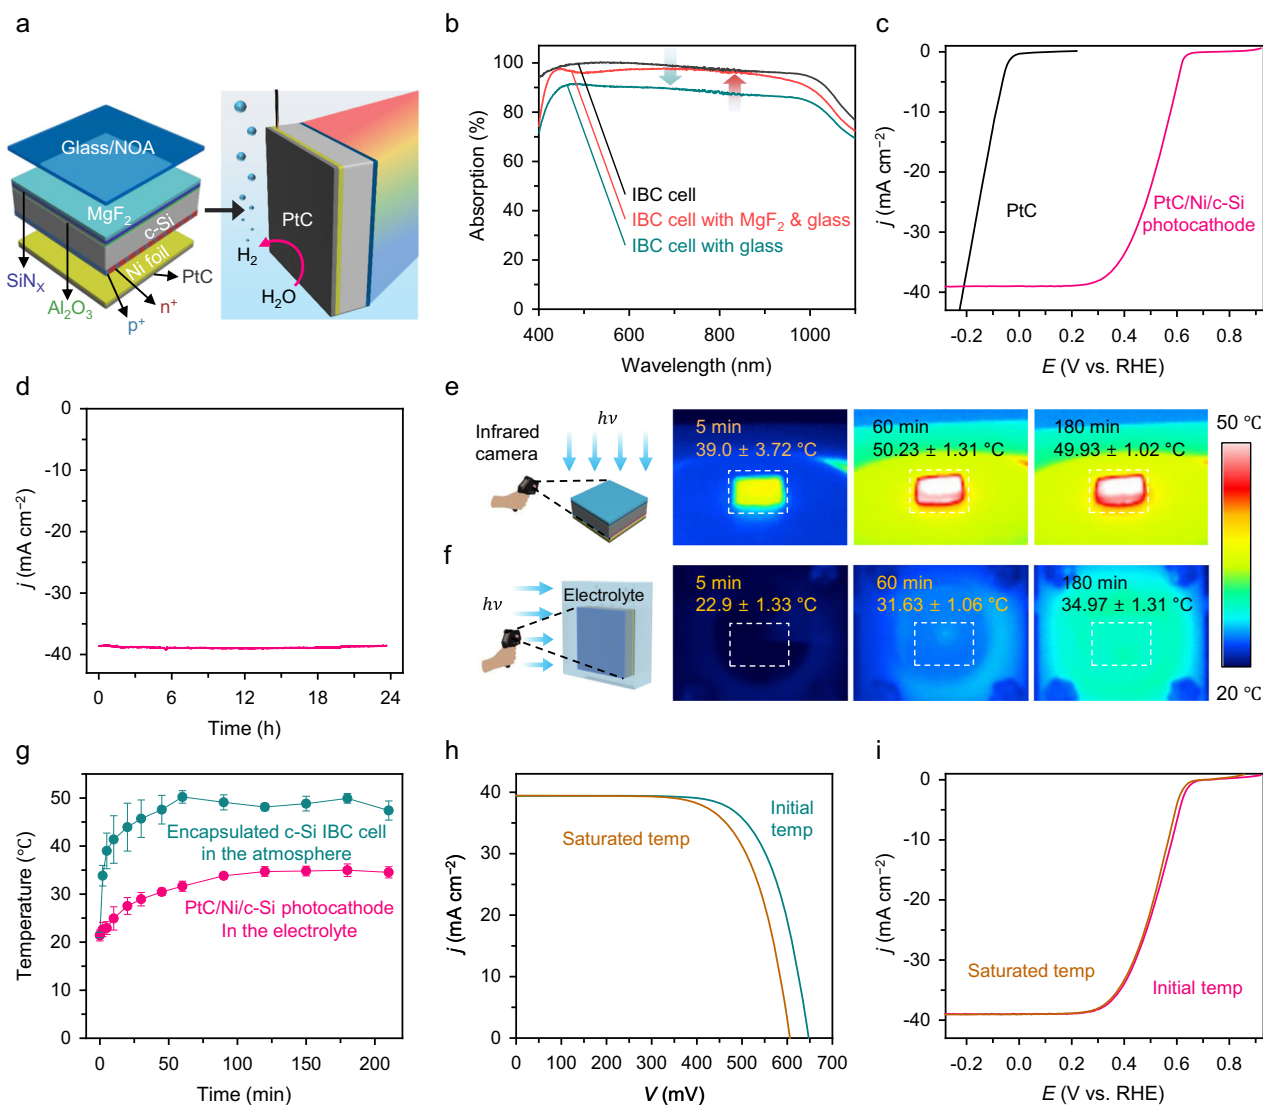 a
Glass/NOA
MgF2
c-Si
Ni foil
PtC
SiNX
Al2O3
n+
p+
PtC
H2
H2O
b
Absorption (%)
100
80
60
40
20
0
IBC cell
IBC cell with MgF2 & glass
IBC cell with glass
400 600 800 1000
Wavelength (nm)
c
j (mA cm−2)
0
-10
-20
-30
-40
PtC
PtC/Ni/c-Si
photocathode
-0.2 0.0 0.2 0.4 0.6 0.8
E (V vs. RHE)
d
j (mA cm−2)
0
-10
-20
-30
-40
0 6 12 18 24
Time (h)
e
Infrared
camera
hν
5 min
39.0 ± 3.72 °C
60 min
50.23 ± 1.31 °C
180 min
49.93 ± 1.02 °C
50 °C
20 °C
f
hν
Electrolyte
5 min
22.9 ± 1.33 °C
60 min
31.63 ± 1.06 °C
180 min
34.97 ± 1.31 °C
g
Temperature (°C)
50
40
30
20
10
0
Encapsulated c-Si IBC cell
in the atmosphere
PtC/Ni/c-Si photocathode
In the electrolyte
0 50 100 150 200
Time (min)
h
j (mA cm−2)
40
30
20
10
0
Saturated temp
Initial
temp
0 100 200 300 400 500 600 700
V (mV)
i
j (mA cm−2)
0
-10
-20
-30
-40
Saturated temp
Initial temp
-0.2 0.0 0.2 0.4 0.6 0.8
E (V vs. RHE)